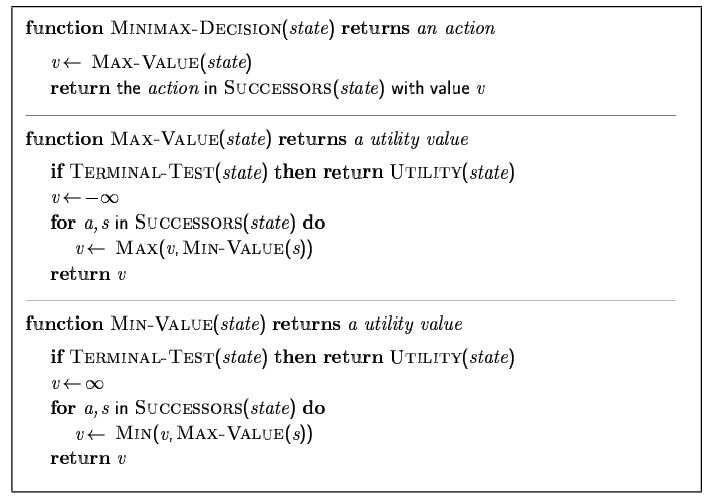 function MINIMAX-DECISION(state) returns an action
v ← MAX-VALUE(state)
return the action in SUCCESSORS(state) with value v
function MAX-VALUE(state) returns a utility value
if TERMINAL-TEST(state) then return UTILITY(state)
v ← −∞
for a, s in SUCCESSORS(state) do
v ← MAX(v, MIN-VALUE(s))
return v
function MIN-VALUE(state) returns a utility value
if TERMINAL-TEST(state) then return UTILITY(state)
v ← ∞
for a, s in SUCCESSORS(state) do
v ← MIN(v, MAX-VALUE(s))
return v